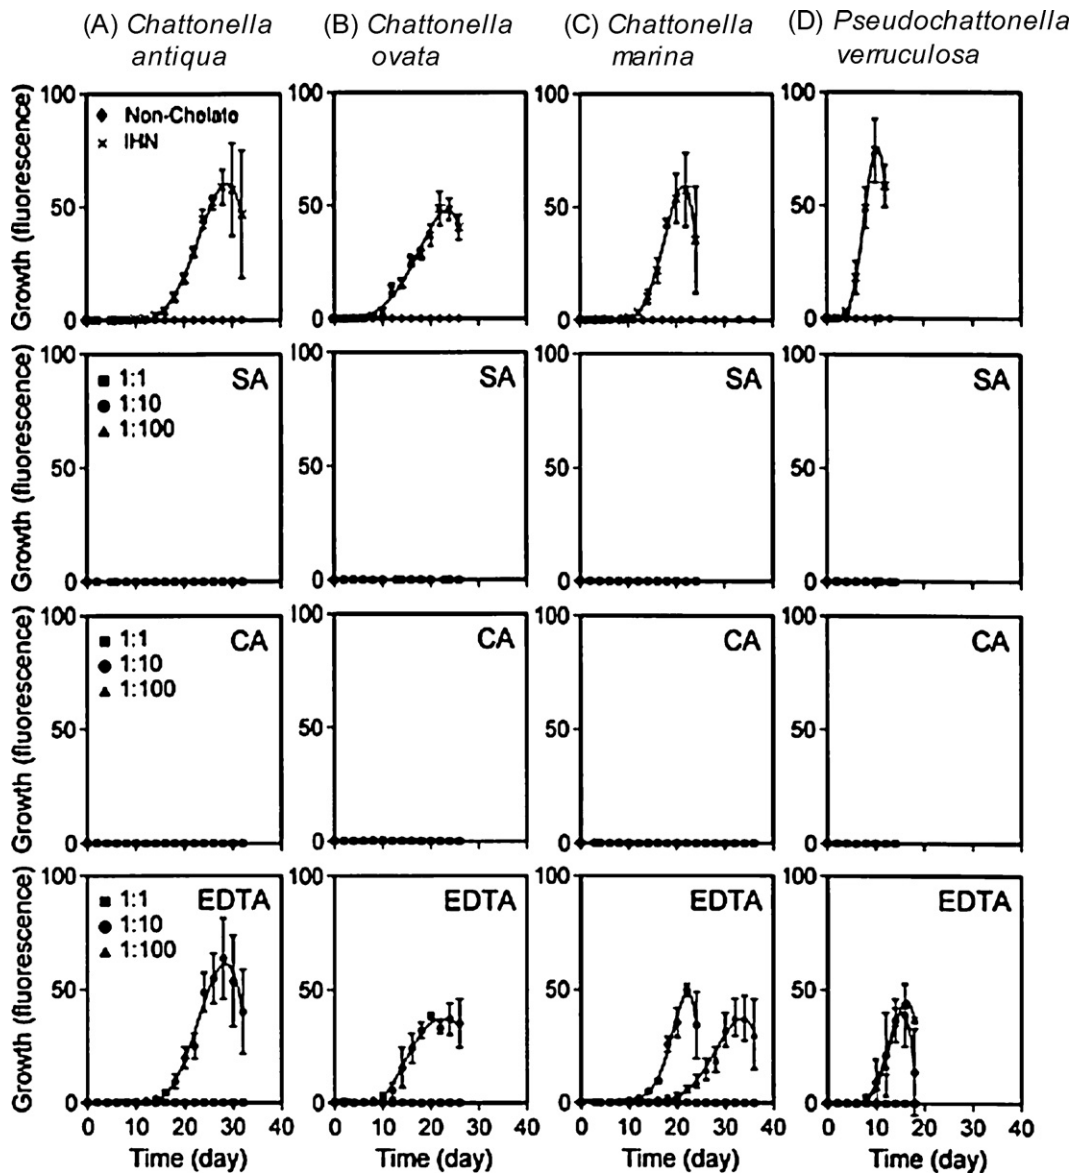 (A) Chattonella
antiqua
(B) Chattonella
ovata
(C) Chattonella
marina
(D) Pseudochattonella
verruculosa
Growth (fluorescence)
100
50
0
Non-Chelate
IHN
100
50
0
100
50
0
100
50
0
Growth (fluorescence)
100
50
0
1:1
1:10
1:100
SA
100
50
0
SA
100
50
0
SA
100
50
0
SA
Growth (fluorescence)
100
50
0
1:1
1:10
1:100
CA
100
50
0
CA
100
50
0
CA
100
50
0
CA
Growth (fluorescence)
100
50
0
1:1
1:10
1:100
EDTA
0 10 20 30 40
Time (day)
100
50
0
EDTA
0 10 20 30 40
Time (day)
100
50
0
EDTA
0 10 20 30 40
Time (day)
100
50
0
EDTA
0 10 20 30 40
Time (day)